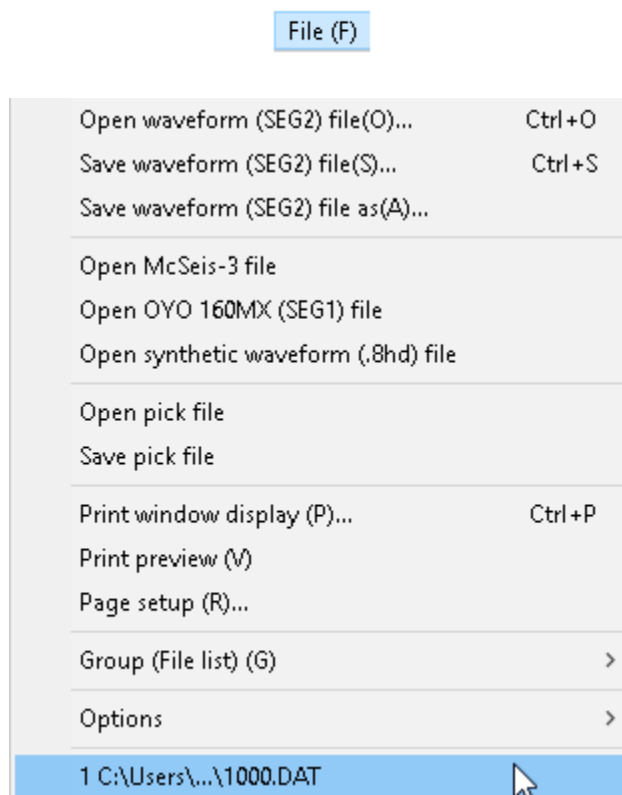 File (F)
Open waveform (SEG2) file(O)... Ctrl+O
Save waveform (SEG2) file(S)... Ctrl+S
Save waveform (SEG2) file as(A)...
Open McSeis-3 file
Open OYO 160MX (SEG1) file
Open synthetic waveform (.8hd) file
Open pick file
Save pick file
Print window display (P)... Ctrl+P
Print preview (V)
Page setup (R)...
Group (File list) (G) >
Options >
1 C:\Users\...\1000.DAT